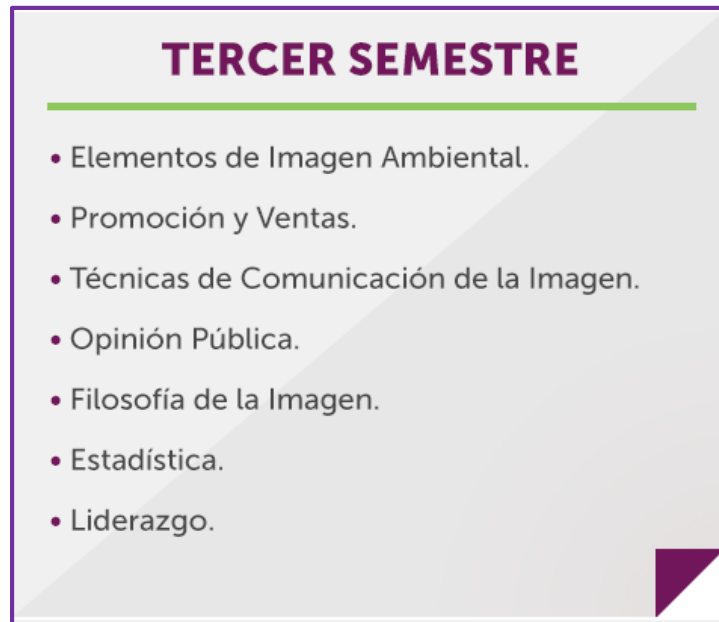 TERCER SEMESTRE
• Elementos de Imagen Ambiental.
• Promoción y Ventas.
• Técnicas de Comunicación de la Imagen.
• Opinión Pública.
• Filosofía de la Imagen.
• Estadística.
• Liderazgo.